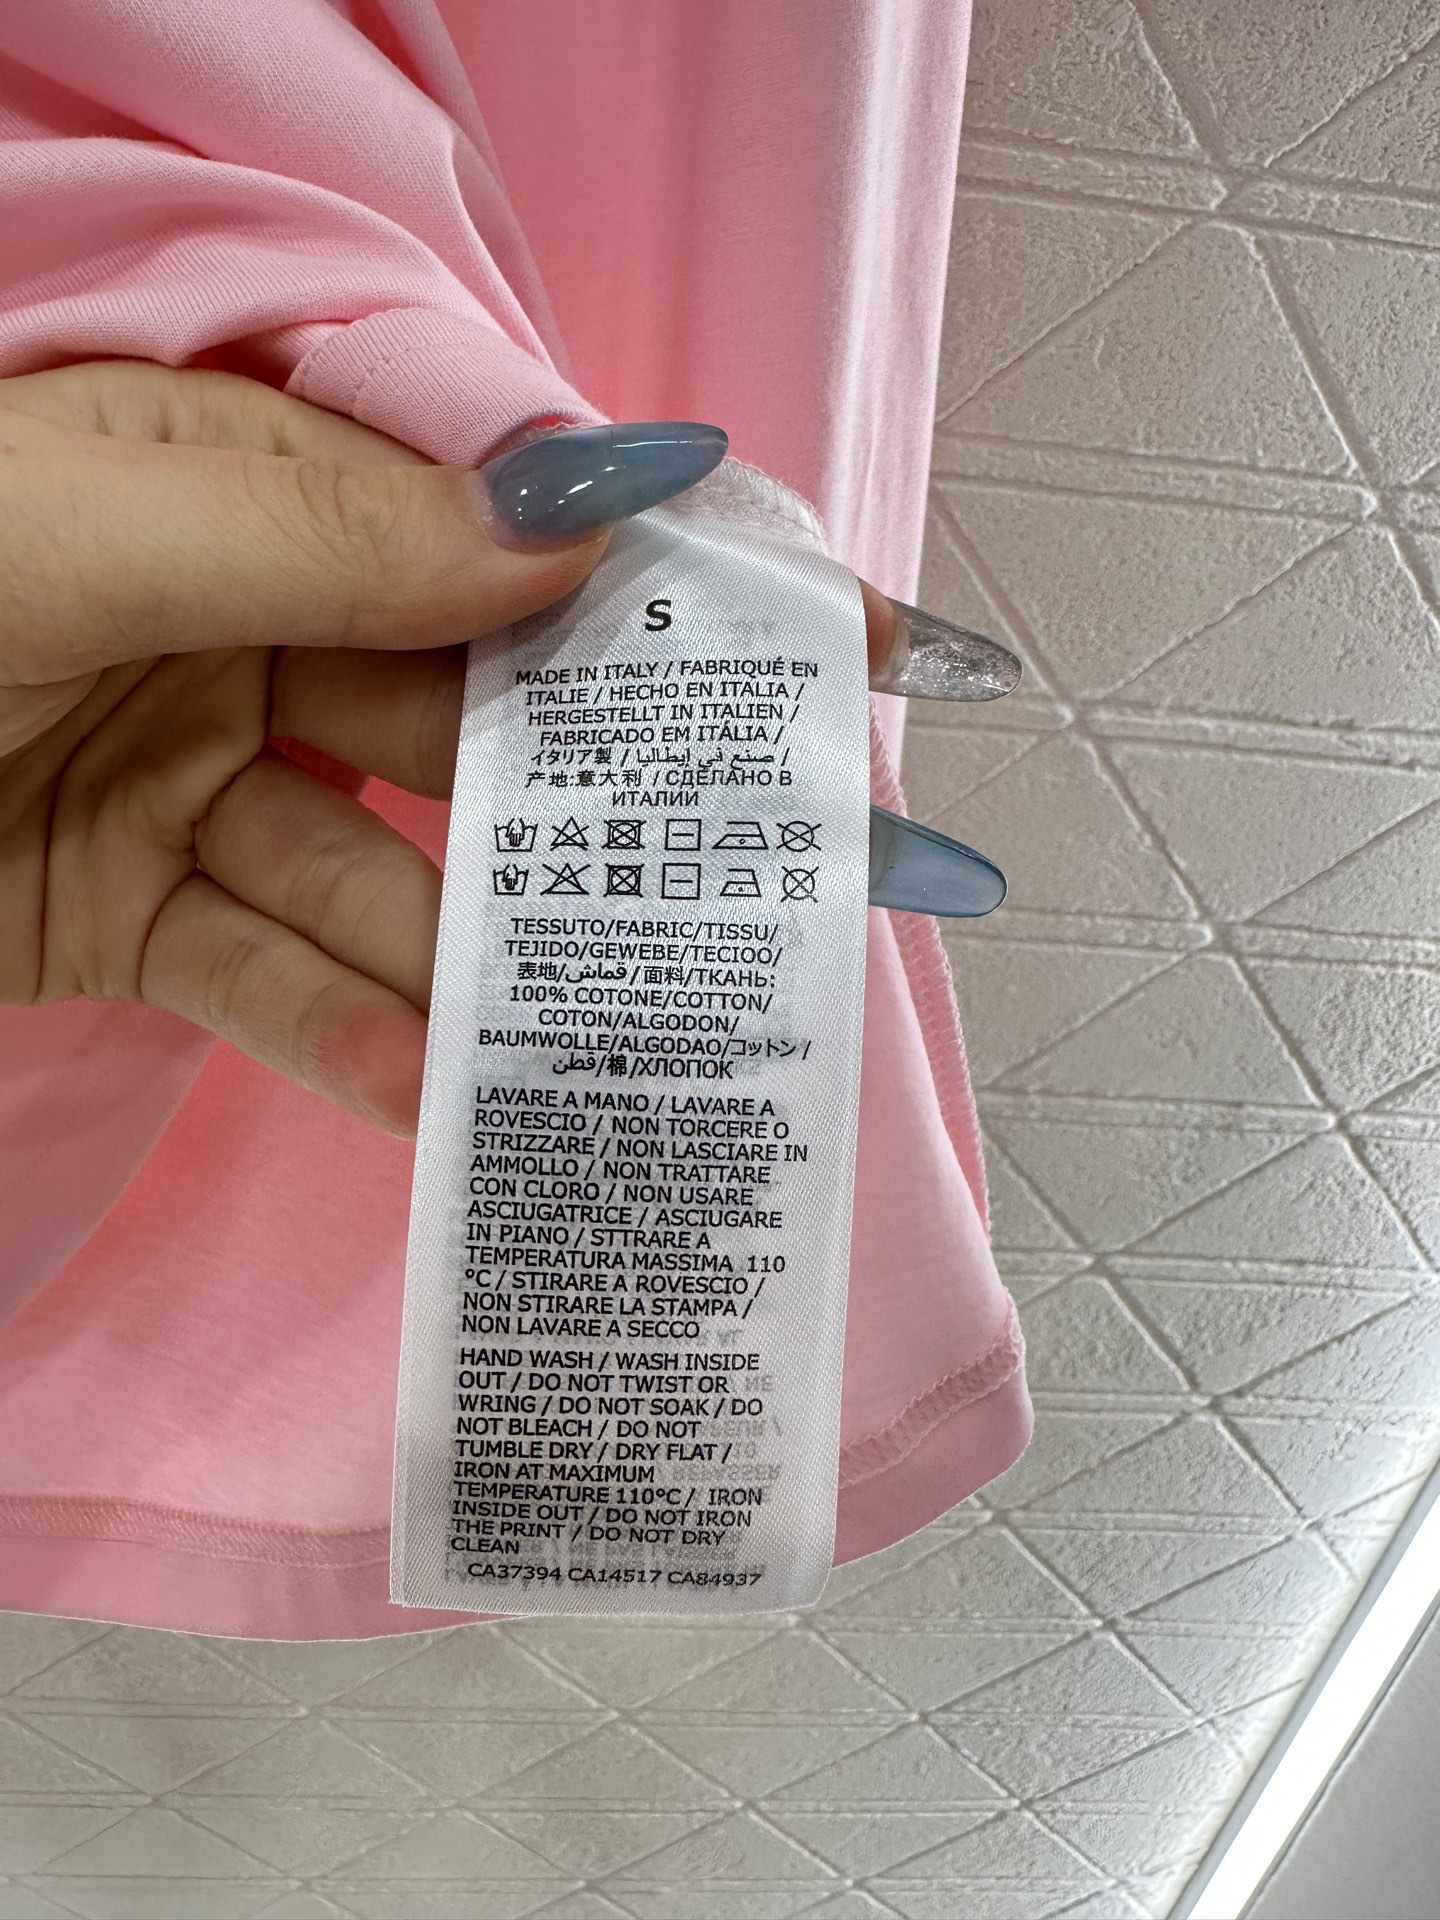 S
MADE IN ITALY / FABRIQUÉ EN
ITALIE / HECHO EN ITALIA /
HERGESTELLT IN ITALIEN /
FABRICADO EM ITÁLIA /
イタリア製 / صنع في إيطاليا /
产地:意大利 / СДЕЛАНО В
ИТАЛИИ
TESSUTO/FABRIC/TISSU/
TEJIDO/GEWEBE/TECIOO/
表地/قماش/面料/ТКАНЬ:
100% COTONE/COTTON/
COTON/ALGODON/
BAUMWOLLE/ALGODAO/コットン/
قطن/棉/ХЛОПОК
LAVARE A MANO / LAVARE A
ROVESCIO / NON TORCERE O
STRIZZARE / NON LASCIARE IN
AMMOLLO / NON TRATTARE
CON CLORO / NON USARE
ASCIUGATRICE / ASCIUGARE
IN PIANO / STTRARE A
TEMPERATURA MASSIMA 110
°C / STIRARE A ROVESCIO /
NON STIRARE LA STAMPA /
NON LAVARE A SECCO
HAND WASH / WASH INSIDE
OUT / DO NOT TWIST OR
WRING / DO NOT SOAK / DO
NOT BLEACH / DO NOT
TUMBLE DRY / DRY FLAT /
IRON AT MAXIMUM
TEMPERATURE 110°C / IRON
INSIDE OUT / DO NOT IRON
THE PRINT / DO NOT DRY
CLEAN
CA37394 CA14517 CA84937